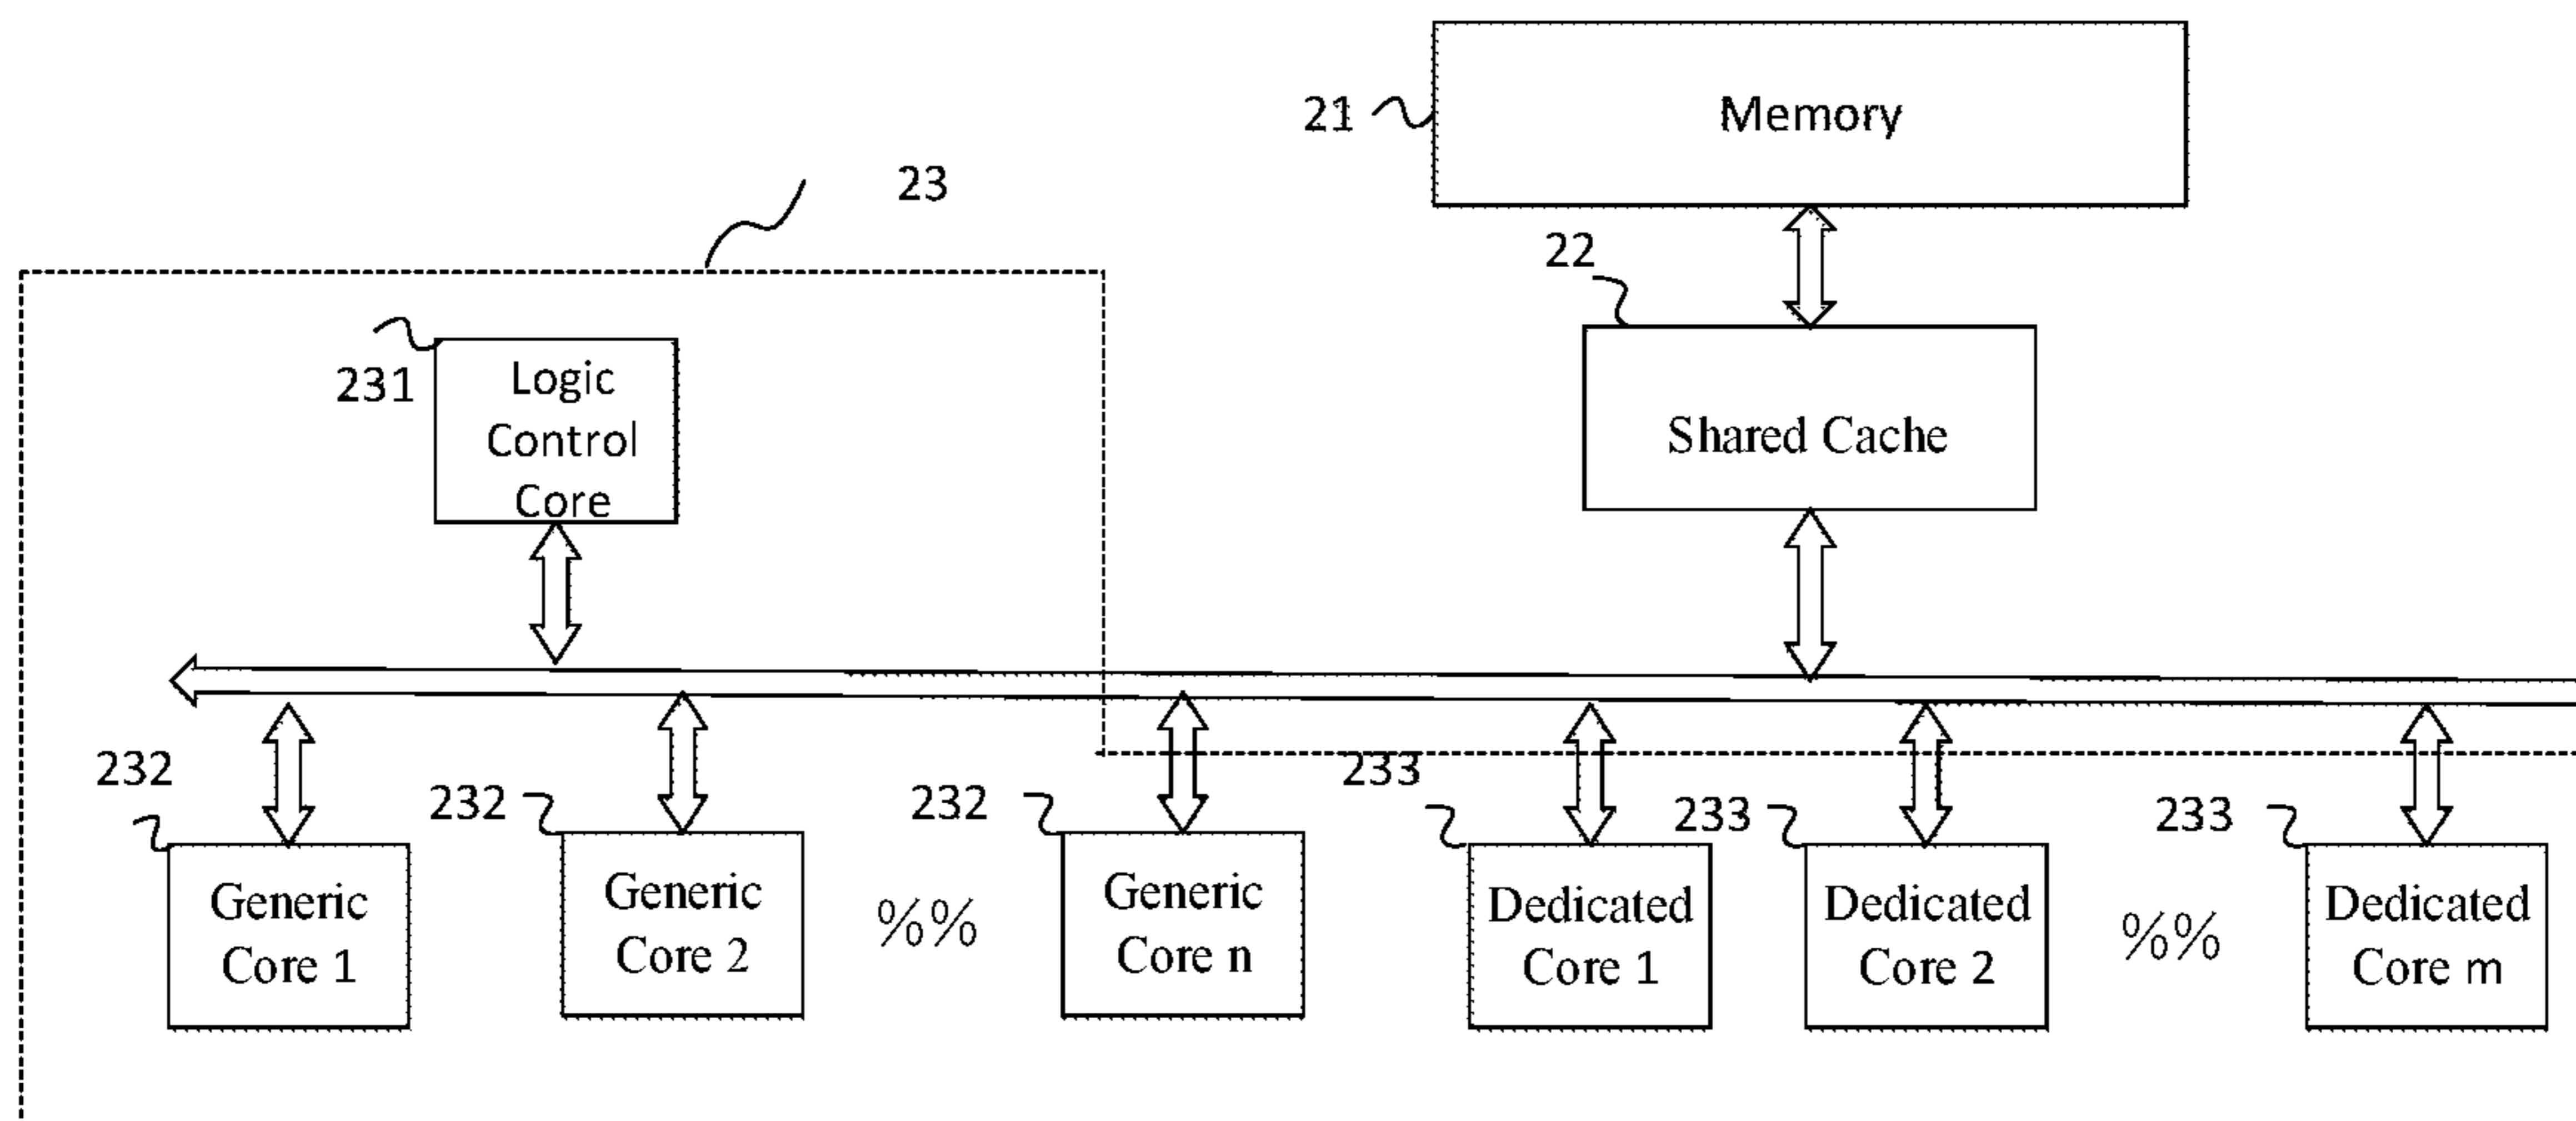 21
Memory
23
22
231
Logic
Control
Core
Shared Cache
232
232
232
233
233
233
Generic
Core 1
Generic
Core 2
%%
Generic
Core n
Dedicated
Core 1
Dedicated
Core 2
%%
Dedicated
Core m